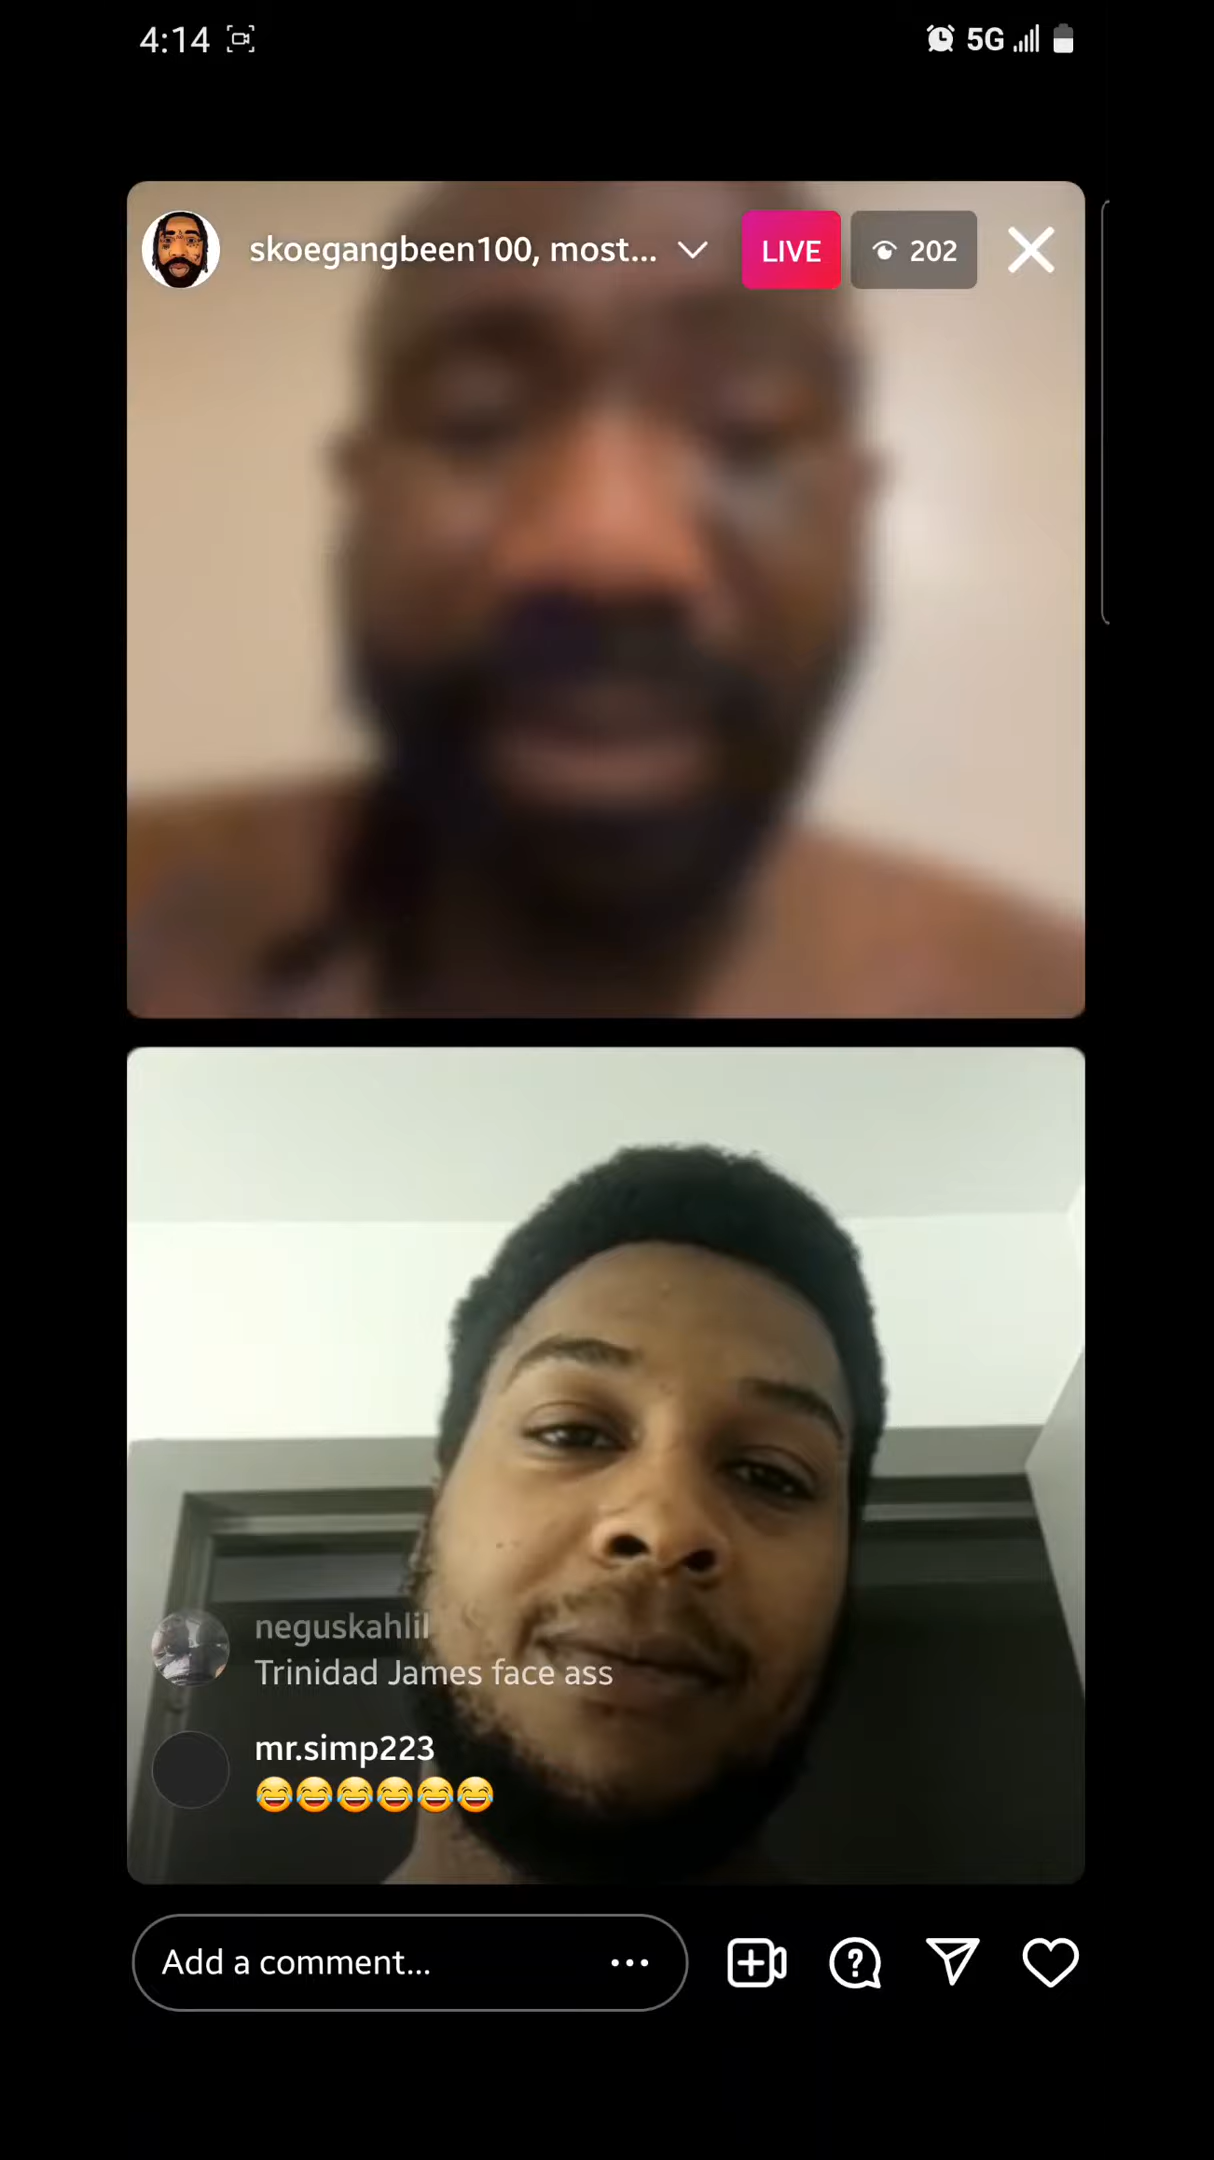 4:14
5G
skoegangbeen100, most...
LIVE
202
neguskahlil
Trinidad James face ass
mr.simp223
😂😂😂😂😂😂
Add a comment...